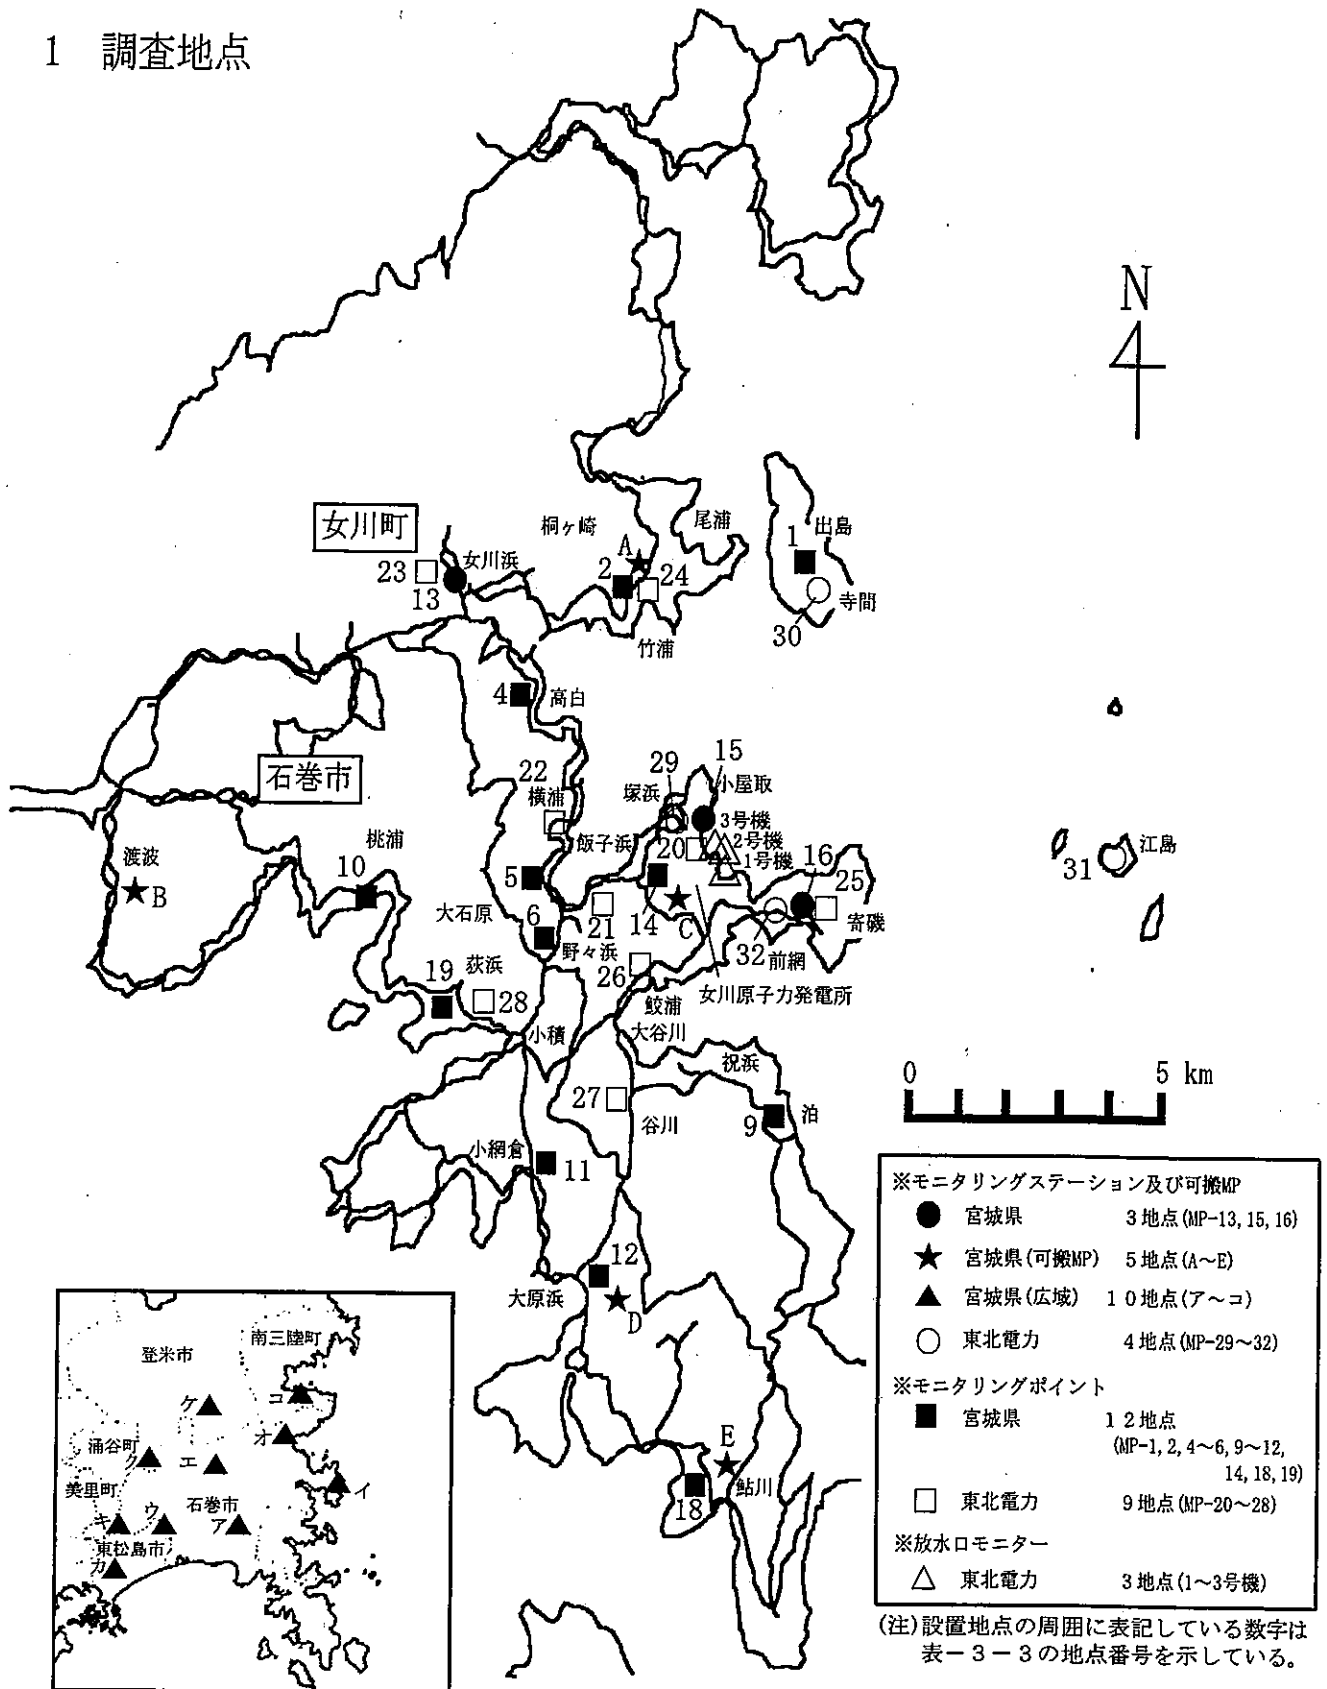 1 調査地点
N
女川町
23
13
女川浜
桐ヶ崎
A
2
24
尾浦
竹浦
1
出島
30
寺間
4
高白
石巻市
渡波
B
桃浦
10
22
横浦
飯子浜
5
大石原
6
野々浜
21
29
塚浜
15
小屋取
3号機
2号機
1号機
20
14
C
16
25
寄磯
32
前網
31
江島
女川原子力発電所
26
鮫浦
大谷川
19
荻浜
28
小積
祝浜
27
谷川
9
泊
小網倉
11
12
大原浜
D
E
18
鮎川
0 5 km
※モニタリングステーション及び可搬MP
● 宮城県 3地点(MP-13, 15, 16)
★ 宮城県(可搬MP) 5地点(A~E)
▲ 宮城県(広域) 10地点(ア~コ)
○ 東北電力 4地点(MP-29~32)
※モニタリングポイント
■ 宮城県 12地点
(MP-1, 2, 4~6, 9~12,
14, 18, 19)
□ 東北電力 9地点(MP-20~28)
※放水口モニター
△ 東北電力 3地点(1~3号機)
(注)設置地点の周囲に表記している数字は
表-3-3の地点番号を示している。
南三陸町
登米市
コ
ケ
オ
涌谷町
ク
エ
イ
美里町
石巻市
キ
ウ
ア
東松島市
カ